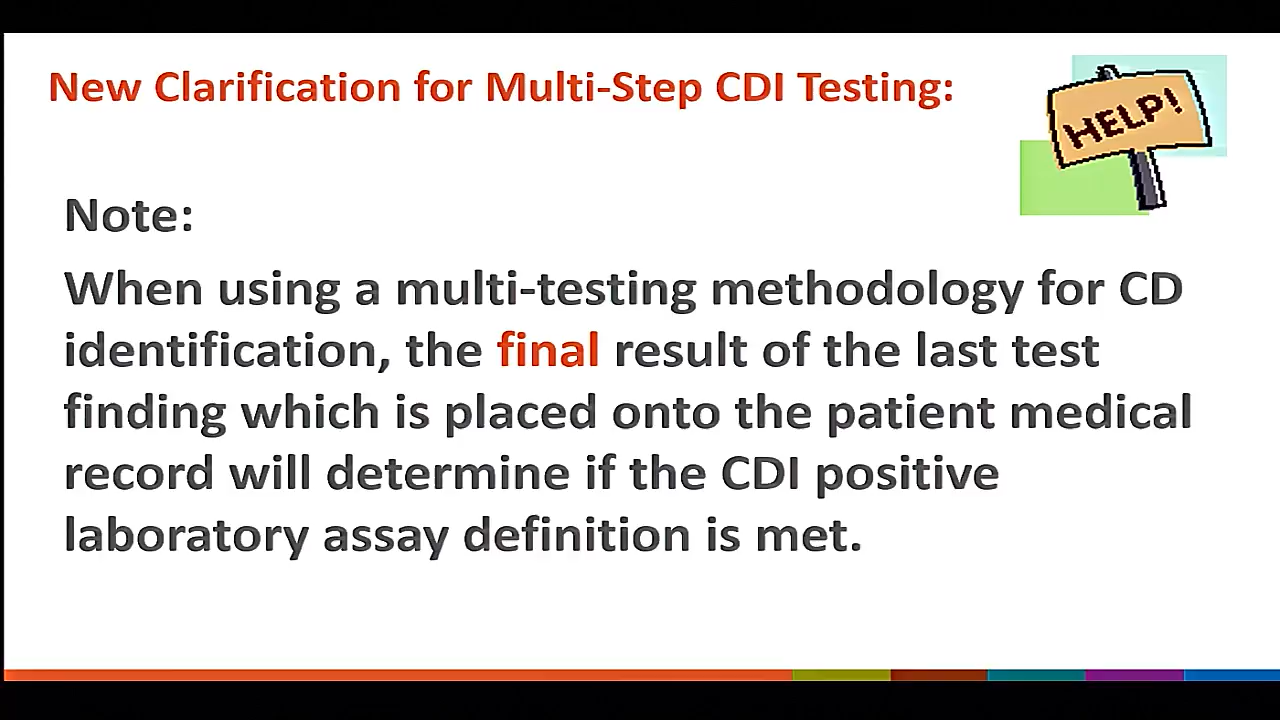 New Clarification for Multi-Step CDI Testing:
HELP!
Note:
When using a multi-testing methodology for CD
identification, the final result of the last test
finding which is placed onto the patient medical
record will determine if the CDI positive
laboratory assay definition is met.